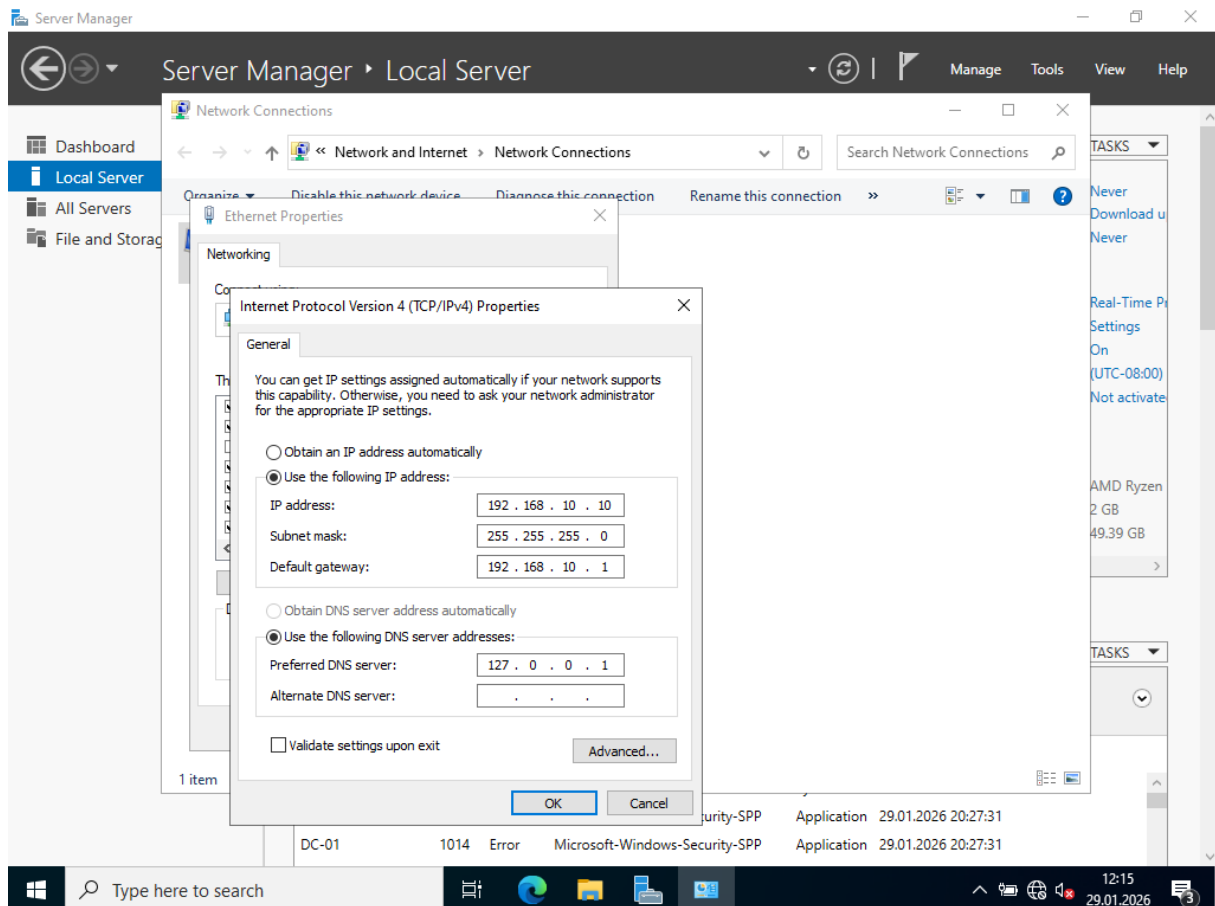 Server Manager
Server Manager ‣ Local Server
Manage Tools View Help
Dashboard
Local Server
All Servers
File and Storag
Network Connections
« Network and Internet › Network Connections
Search Network Connections
Organize Disable this network device Diagnose this connection Rename this connection »
Ethernet Properties
Networking
Internet Protocol Version 4 (TCP/IPv4) Properties
General
You can get IP settings assigned automatically if your network supports
this capability. Otherwise, you need to ask your network administrator
for the appropriate IP settings.
Obtain an IP address automatically
Use the following IP address:
IP address: 192 . 168 . 10 . 10
Subnet mask: 255 . 255 . 255 . 0
Default gateway: 192 . 168 . 10 . 1
Obtain DNS server address automatically
Use the following DNS server addresses:
Preferred DNS server: 127 . 0 . 0 . 1
Alternate DNS server: . . .
Validate settings upon exit
Advanced...
OK Cancel
1 item
TASKS
Never
Download u
Never
Real-Time Pr
Settings
On
(UTC-08:00)
Not activate
AMD Ryzen
2 GB
49.39 GB
TASKS
curity-SPP Application 29.01.2026 20:27:31
DC-01 1014 Error Microsoft-Windows-Security-SPP Application 29.01.2026 20:27:31
Type here to search
12:15
29.01.2026
3